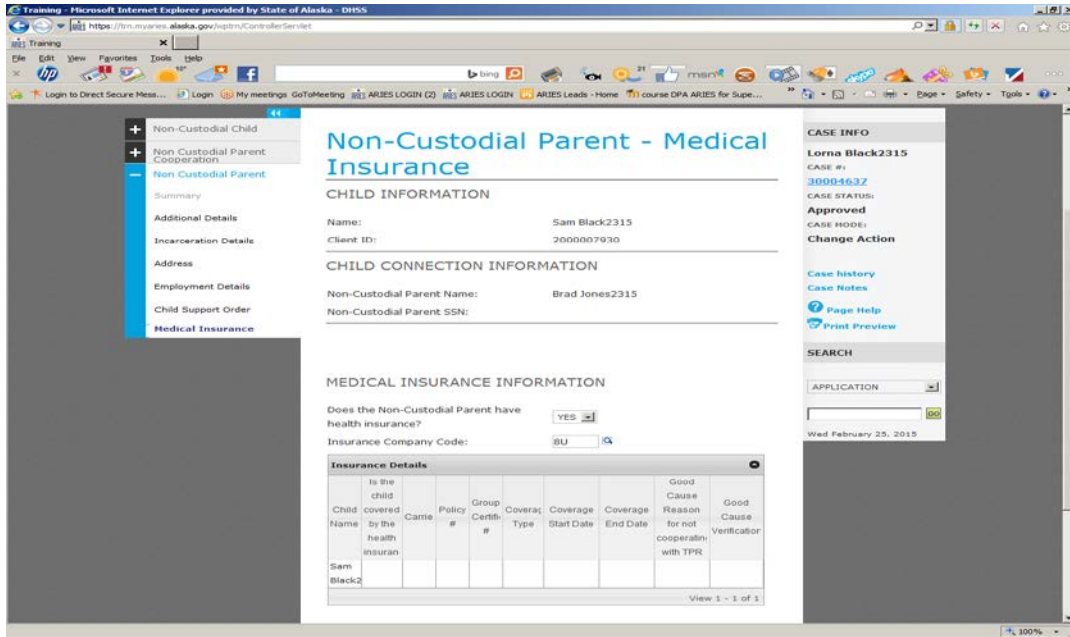 Training - Microsoft Internet Explorer provided by State of Alaska - DHSS
https://trn.myaries.alaska.gov/wptrn/ControllerServlet
Training
File Edit View Favorites Tools Help
bing msn
Login to Direct Secure Mess... Login My meetings GoToMeeting ARIES LOGIN (2) ARIES LOGIN ARIES Leads - Home course DPA ARIES for Supe... Page Safety Tools
Non-Custodial Child
Non Custodial Parent
Cooperation
Non Custodial Parent
Summary
Additional Details
Incarceration Details
Address
Employment Details
Child Support Order
Medical Insurance
Non-Custodial Parent - Medical
Insurance
CHILD INFORMATION
Name: Sam Black2315
Client ID: 2000007930
CHILD CONNECTION INFORMATION
Non-Custodial Parent Name: Brad Jones2315
Non-Custodial Parent SSN:
MEDICAL INSURANCE INFORMATION
Does the Non-Custodial Parent have
health insurance? YES
Insurance Company Code: 8U
Insurance Details
Child Name
Is the child covered by the health insuran
Carrie
Policy #
Group Certific #
Coverag Type
Coverage Start Date
Coverage End Date
Good Cause Reason for not cooperatin with TPR
Good Cause Verification
Sam
Black2
View 1 - 1 of 1
CASE INFO
Lorna Black2315
CASE #:
30004637
CASE STATUS:
Approved
CASE MODE:
Change Action
Case history
Case Notes
Page Help
Print Preview
SEARCH
APPLICATION
GO
Wed February 25, 2015
100%